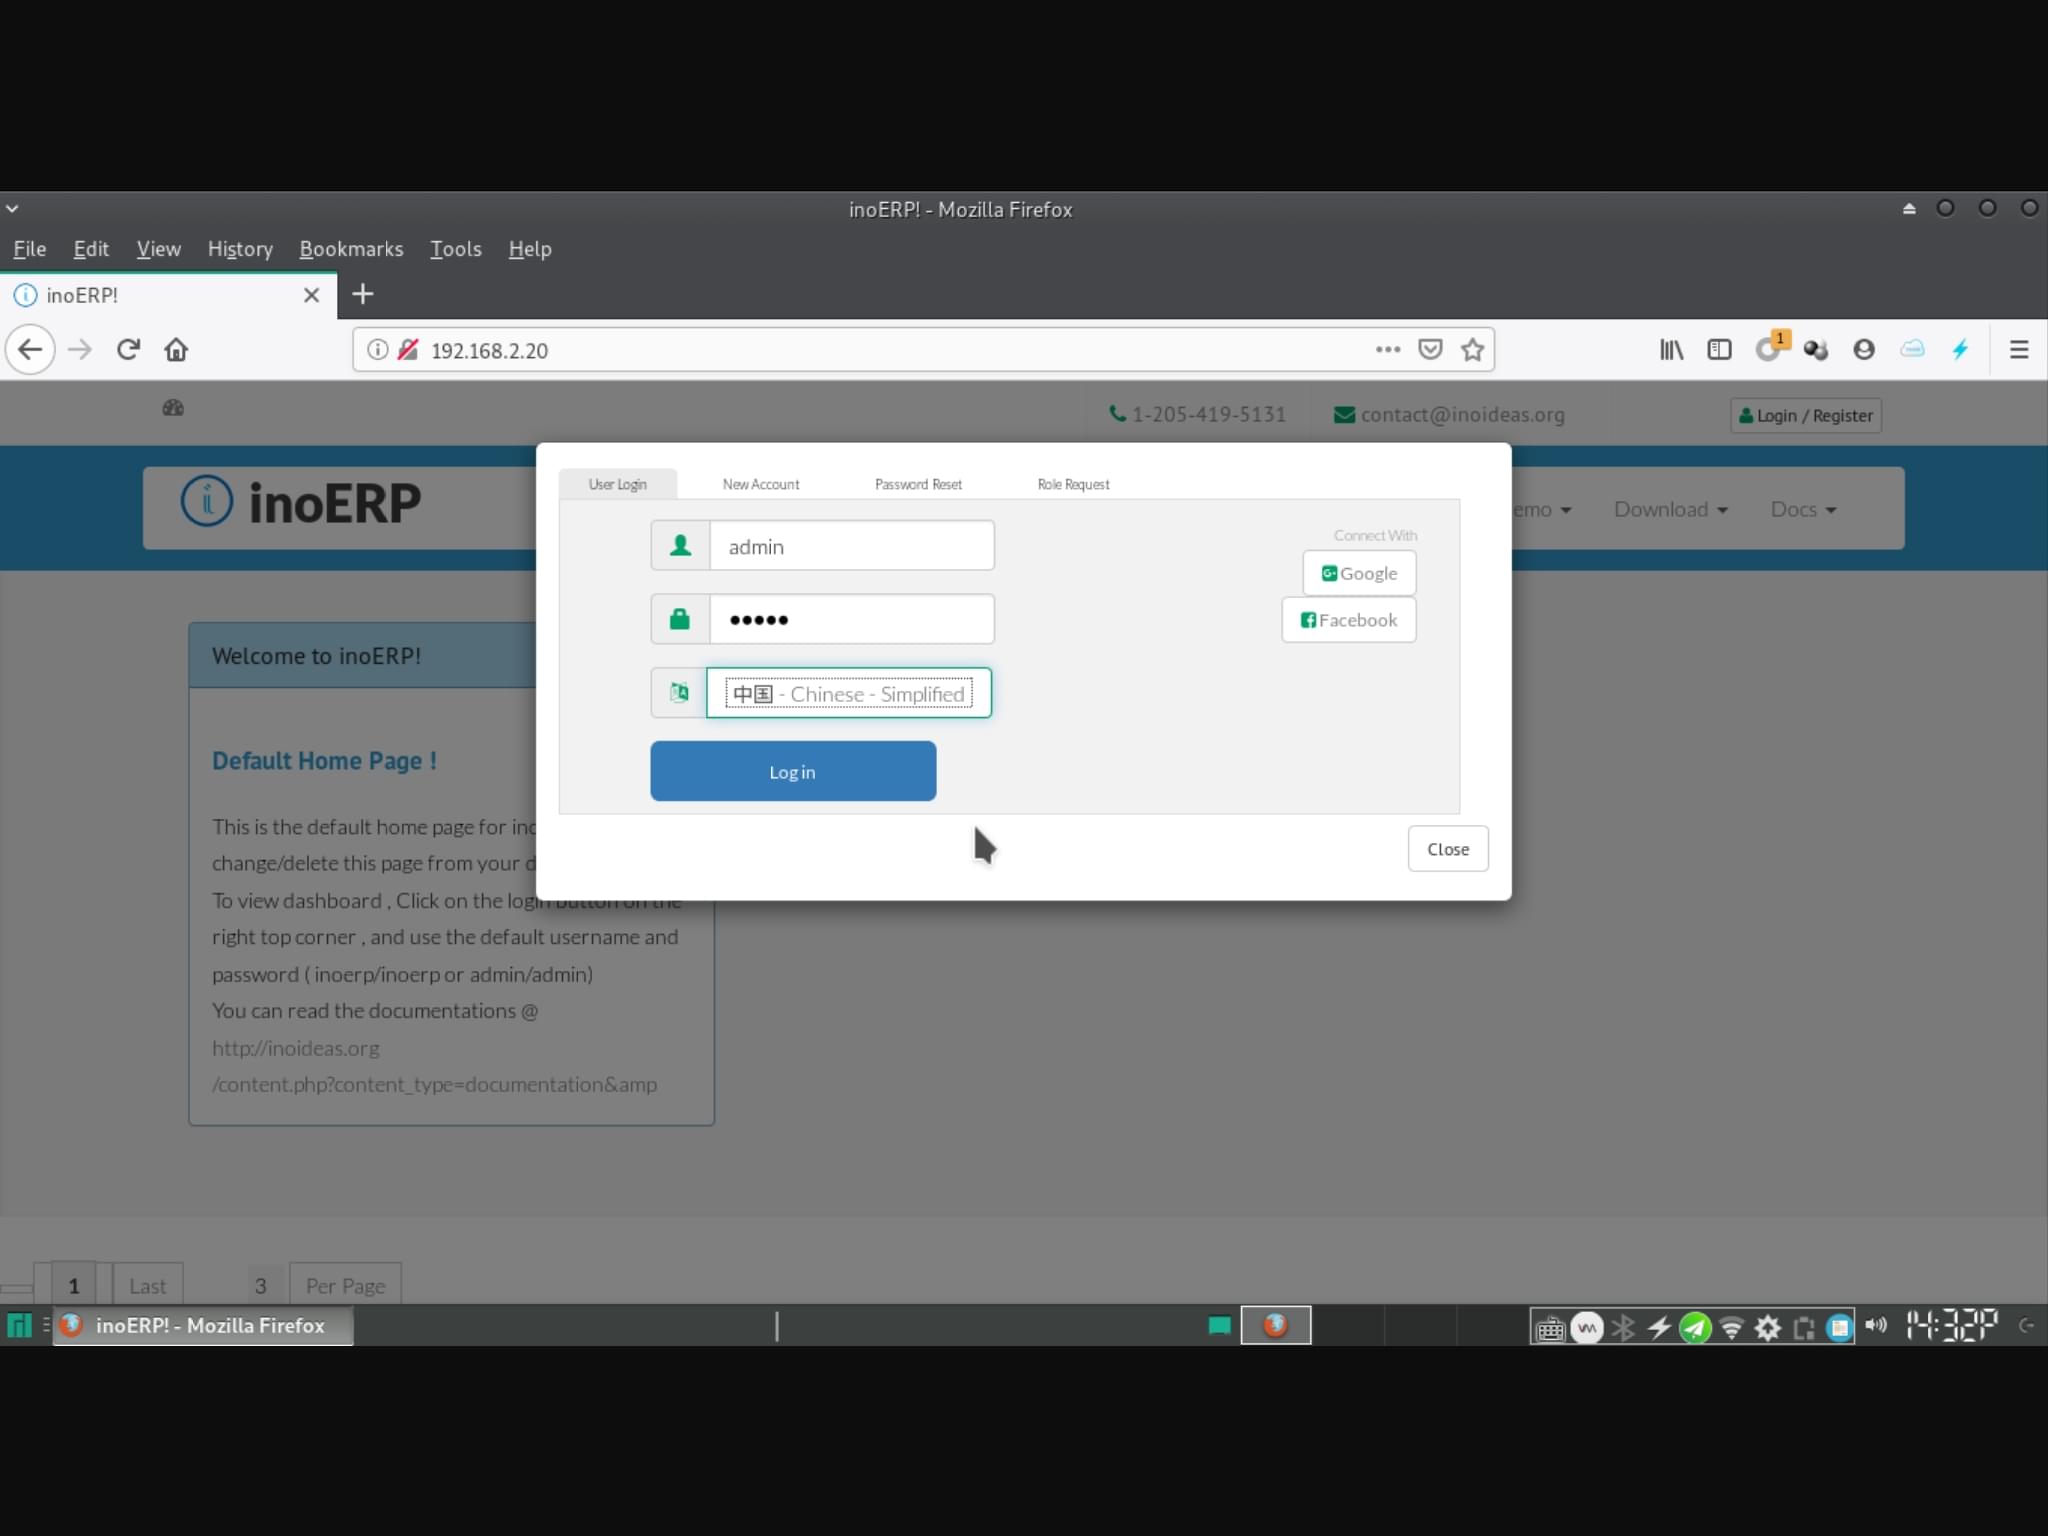 inoERP! - Mozilla Firefox
File Edit View History Bookmarks Tools Help
inoERP!
192.168.2.20
1
1-205-419-5131
contact@inoideas.org
Login / Register
User Login
New Account
Password Reset
Role Request
inoERP
emo
Download
Docs
admin
Connect With
Google
Facebook
中国 - Chinese - Simplified
Log in
Close
Welcome to inoERP!
Default Home Page !
This is the default home page for ino
change/delete this page from your d
To view dashboard , Click on the login button on the
right top corner , and use the default username and
password ( inoerp/inoerp or admin/admin)
You can read the documentations @
http://inoideas.org
/content.php?content_type=documentation&amp
1
Last
3
Per Page
inoERP! - Mozilla Firefox
14:32P